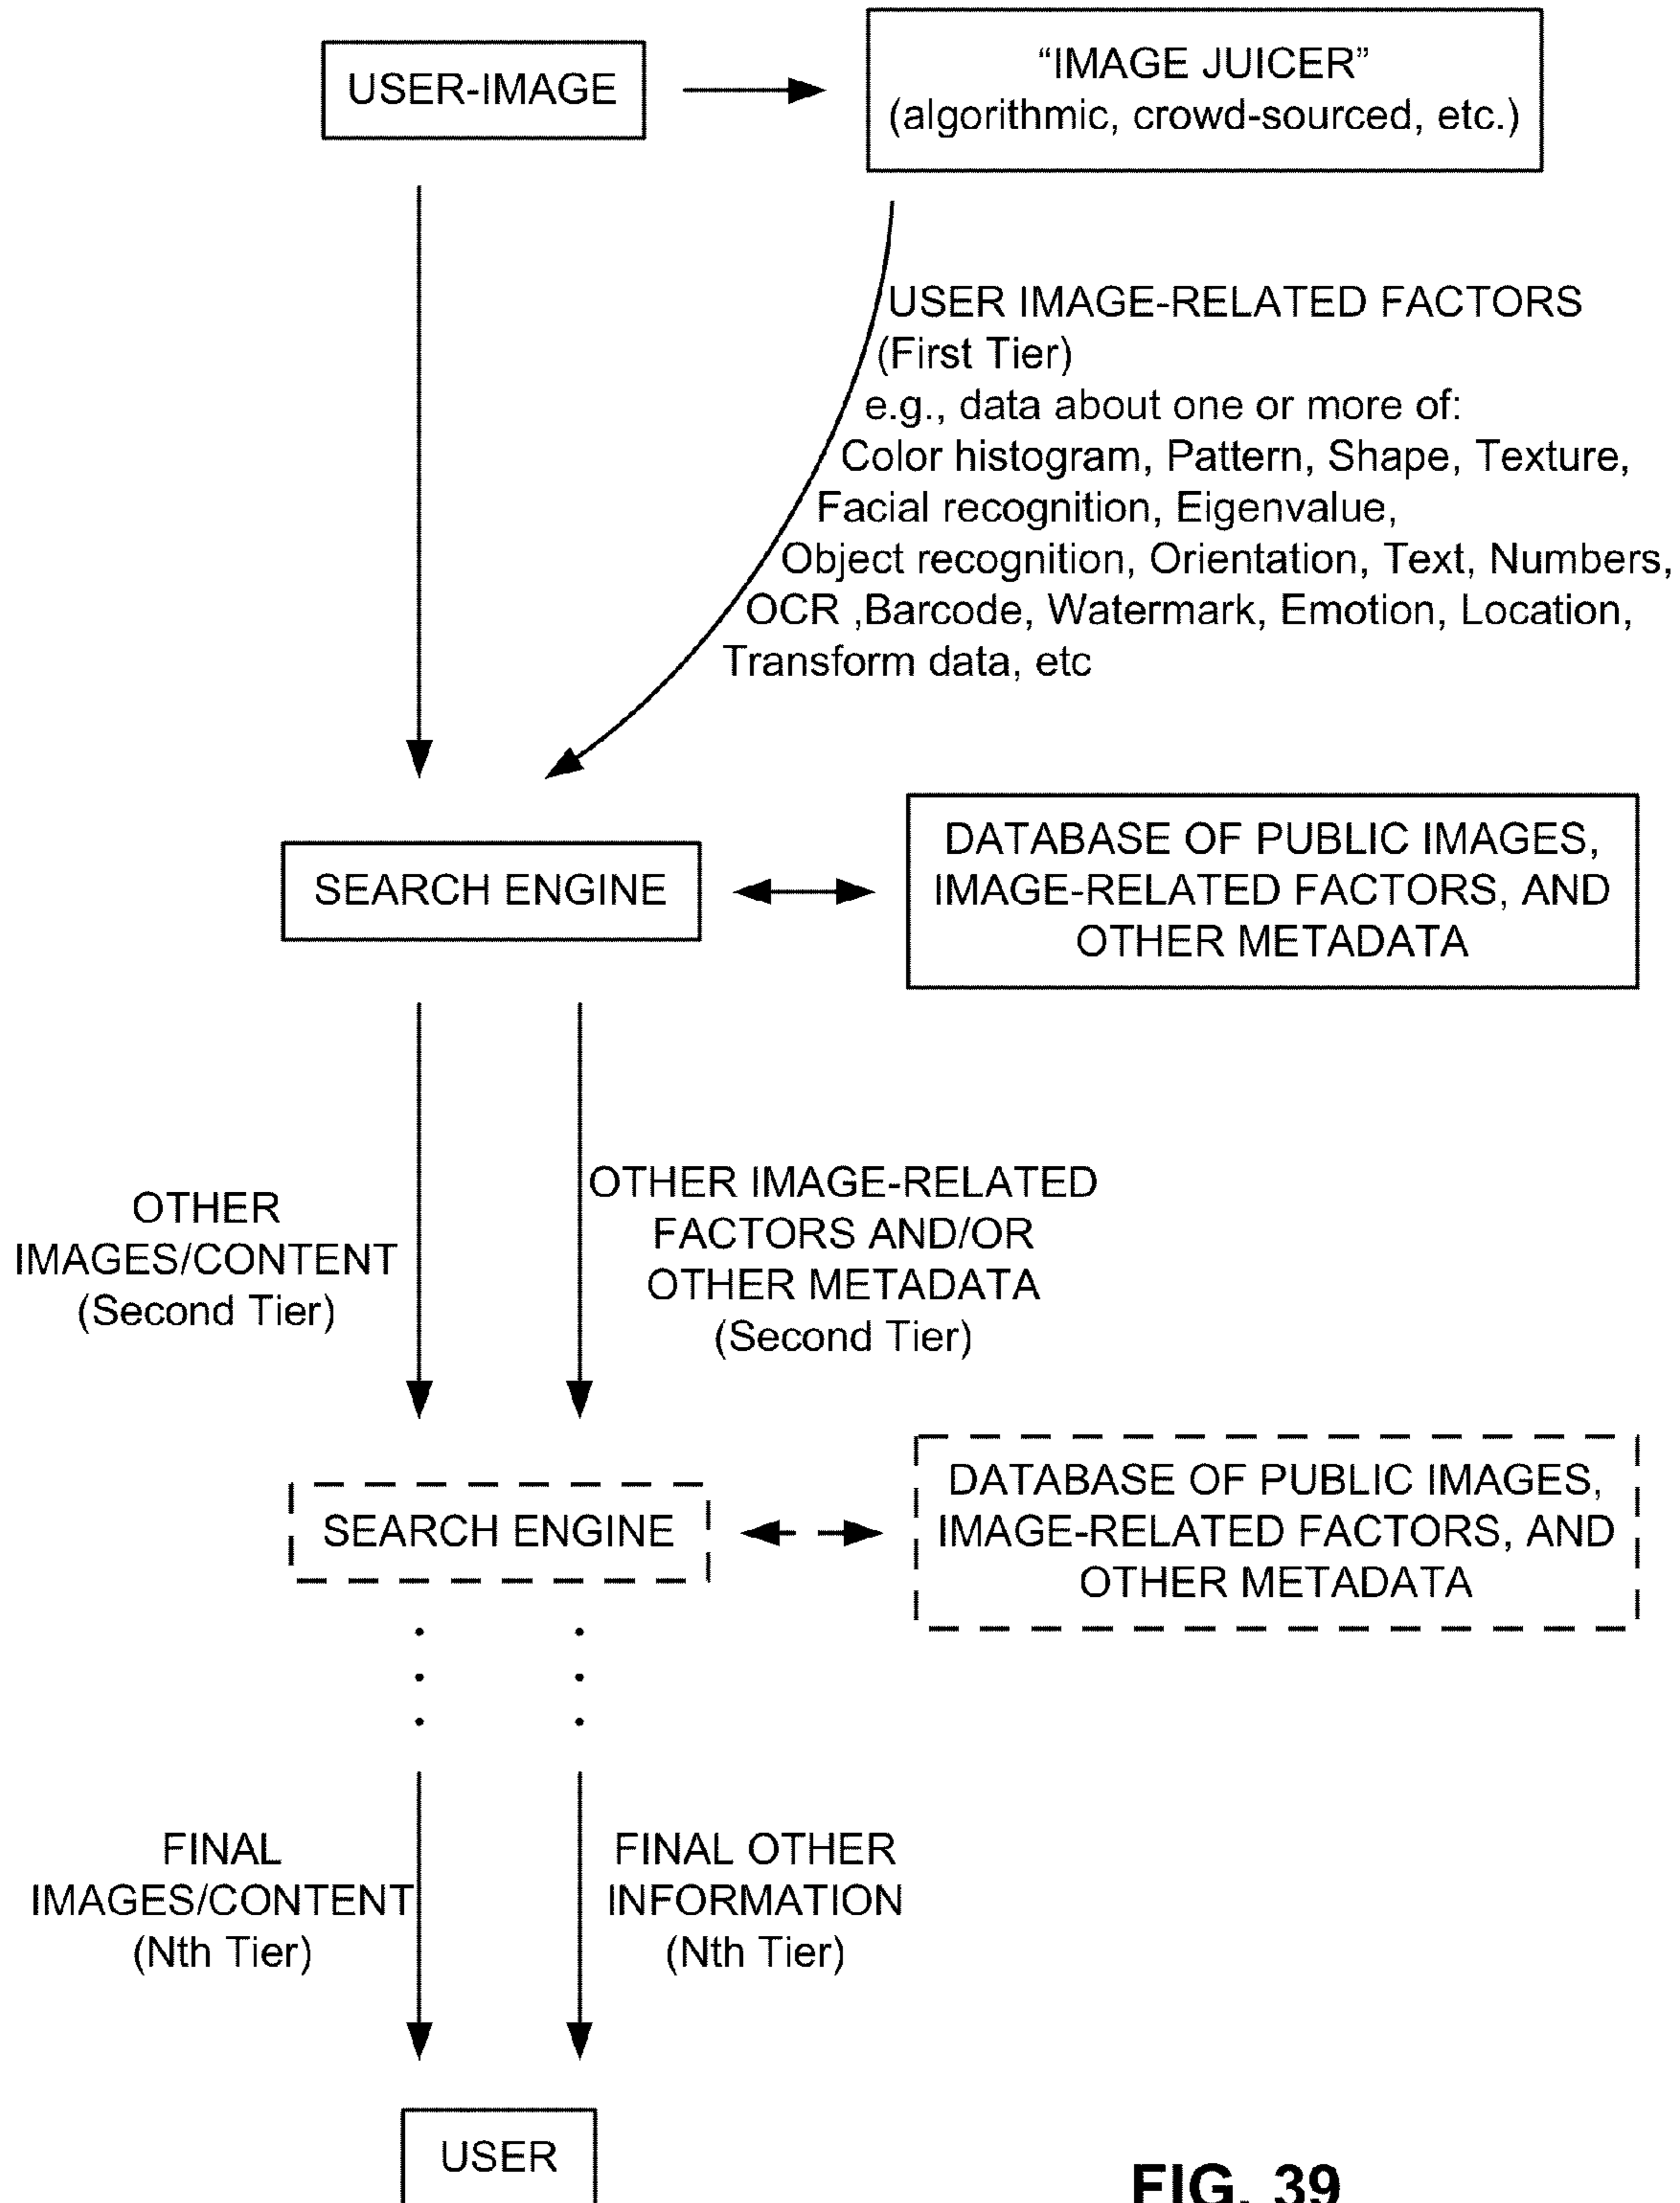 USER-IMAGE
“IMAGE JUICER”
(algorithmic, crowd-sourced, etc.)
USER IMAGE-RELATED FACTORS
(First Tier)
e.g., data about one or more of:
Color histogram, Pattern, Shape, Texture,
Facial recognition, Eigenvalue,
Object recognition, Orientation, Text, Numbers,
OCR ,Barcode, Watermark, Emotion, Location,
Transform data, etc
SEARCH ENGINE
DATABASE OF PUBLIC IMAGES,
IMAGE-RELATED FACTORS, AND
OTHER METADATA
OTHER
IMAGES/CONTENT
(Second Tier)
OTHER IMAGE-RELATED
FACTORS AND/OR
OTHER METADATA
(Second Tier)
SEARCH ENGINE
DATABASE OF PUBLIC IMAGES,
IMAGE-RELATED FACTORS, AND
OTHER METADATA
FINAL
IMAGES/CONTENT
(Nth Tier)
FINAL OTHER
INFORMATION
(Nth Tier)
USER
FIG. 39